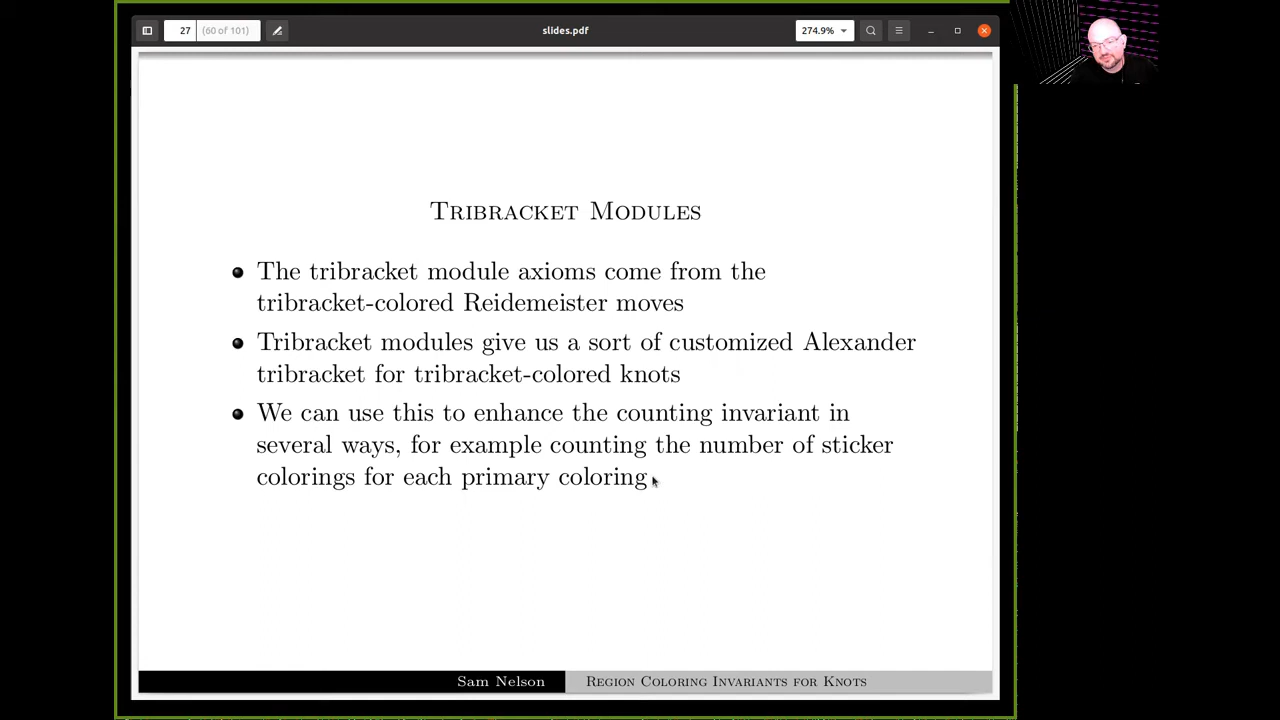 27 (60 of 101) slides.pdf 274.9%
Tribracket Modules
The tribracket module axioms come from the
tribracket-colored Reidemeister moves
Tribracket modules give us a sort of customized Alexander
tribracket for tribracket-colored knots
We can use this to enhance the counting invariant in
several ways, for example counting the number of sticker
colorings for each primary coloring
Sam Nelson Region Coloring Invariants for Knots